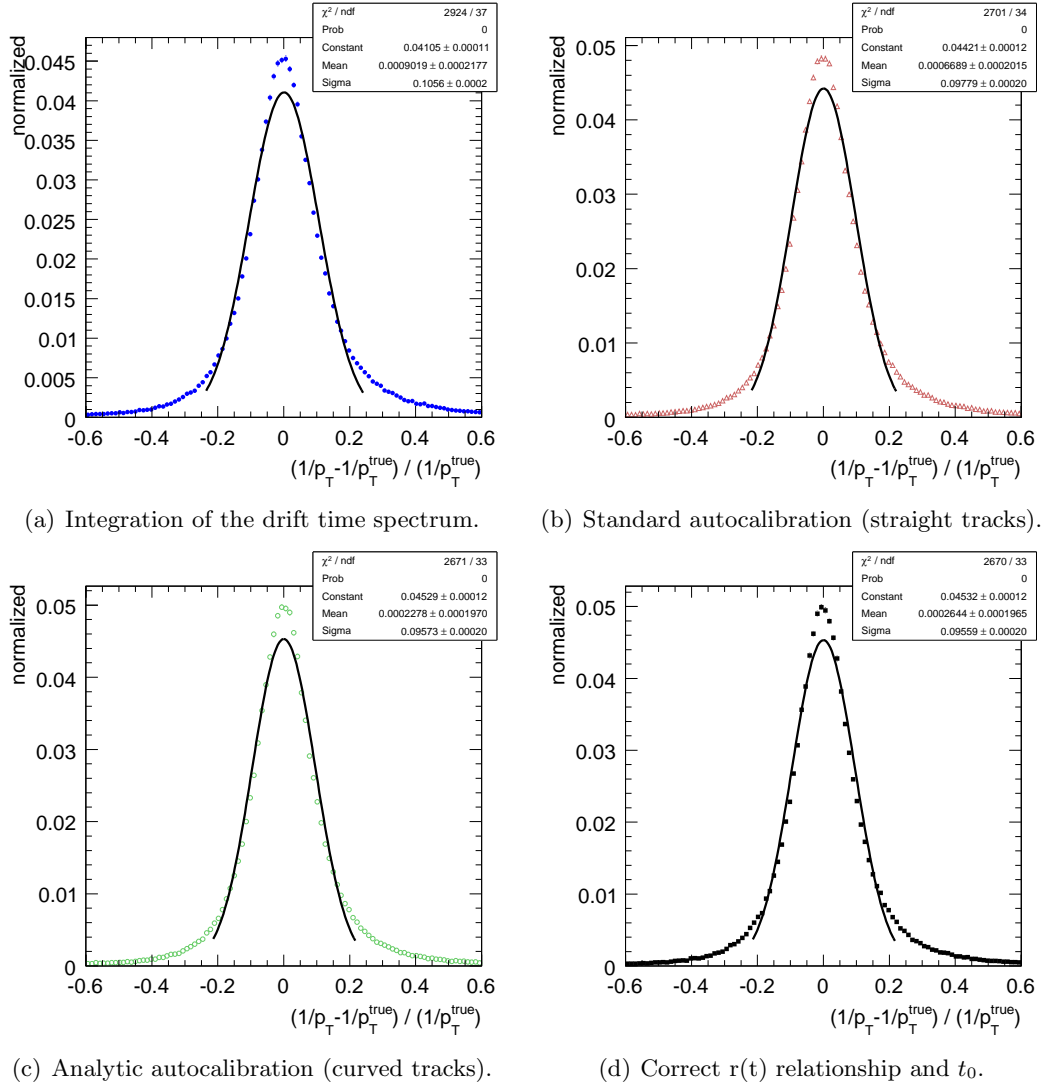 χ² / ndf 2924 / 37
Prob 0
Constant 0.04105 ± 0.00011
Mean 0.0009019 ± 0.0002177
Sigma 0.1056 ± 0.0002
normalized
0.045
0.04
0.035
0.03
0.025
0.02
0.015
0.01
0.005
0
-0.6 -0.4 -0.2 0 0.2 0.4 0.6
(1/p_T-1/p_T^true) / (1/p_T^true)
(a) Integration of the drift time spectrum.
χ² / ndf 2701 / 34
Prob 0
Constant 0.04421 ± 0.00012
Mean 0.0006689 ± 0.0002015
Sigma 0.09779 ± 0.00020
normalized
0.05
0.04
0.03
0.02
0.01
0
-0.6 -0.4 -0.2 0 0.2 0.4 0.6
(1/p_T-1/p_T^true) / (1/p_T^true)
(b) Standard autocalibration (straight tracks).
χ² / ndf 2671 / 33
Prob 0
Constant 0.04529 ± 0.00012
Mean 0.0002278 ± 0.0001970
Sigma 0.09573 ± 0.00020
normalized
0.05
0.04
0.03
0.02
0.01
0
-0.6 -0.4 -0.2 0 0.2 0.4 0.6
(1/p_T-1/p_T^true) / (1/p_T^true)
(c) Analytic autocalibration (curved tracks).
χ² / ndf 2670 / 33
Prob 0
Constant 0.04532 ± 0.00012
Mean 0.0002644 ± 0.0001965
Sigma 0.09559 ± 0.00020
normalized
0.05
0.04
0.03
0.02
0.01
0
-0.6 -0.4 -0.2 0 0.2 0.4 0.6
(1/p_T-1/p_T^true) / (1/p_T^true)
(d) Correct r(t) relationship and t₀.